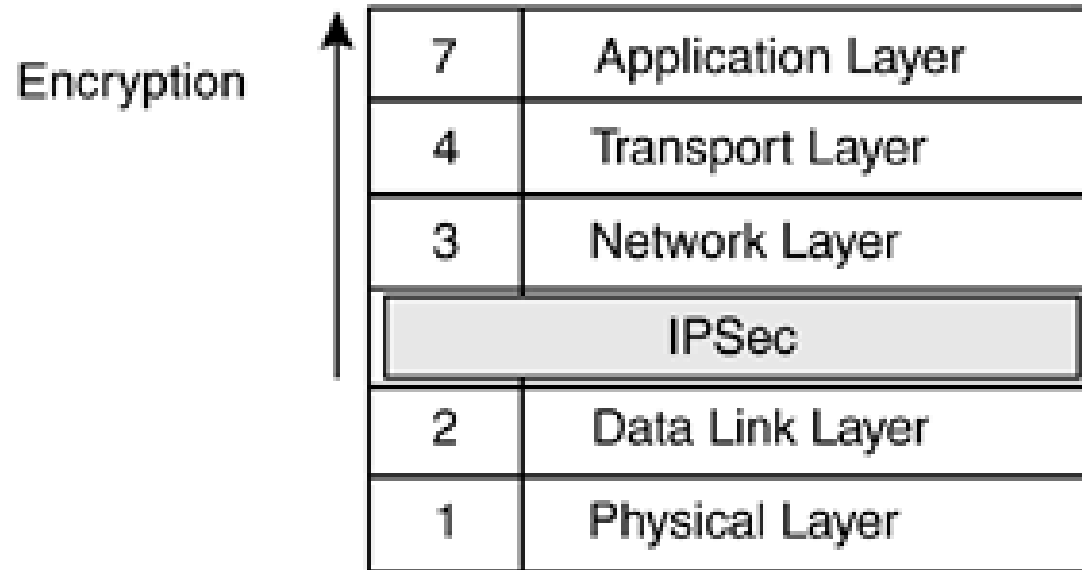 Encryption
7 Application Layer
4 Transport Layer
3 Network Layer
IPSec
2 Data Link Layer
1 Physical Layer